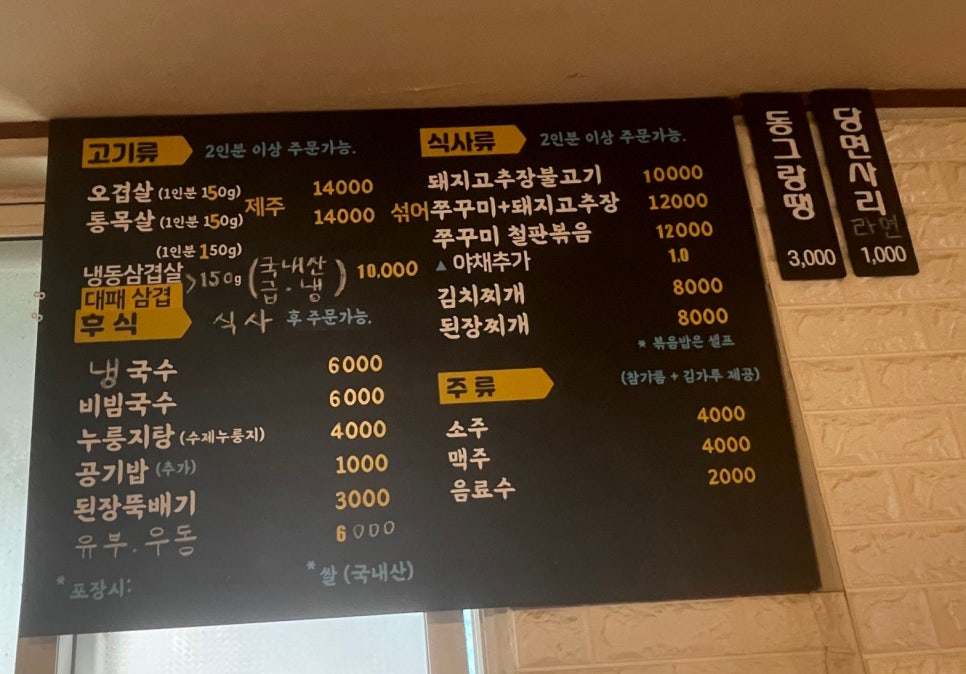 고기류 2인분 이상 주문가능.
오겹살 (1인분 150g) 14000
통목살 (1인분 150g) 제주 14000
(1인분 150g)
냉동삼겹살 > 150g (국내산 급.냉) 10,000
대패 삼겹
후식 식사 후 주문가능.
냉국수 6000
비빔국수 6000
누룽지탕 (수제누룽지) 4000
공기밥 (추가) 1000
된장뚝배기 3000
유부.우동 6000
* 포장시:
* 쌀 (국내산)
식사류 2인분 이상 주문가능.
돼지고추장불고기 10000
섞어 쭈꾸미+돼지고추장 12000
쭈꾸미 철판볶음 12000
▲ 야채추가 1.0
김치찌개 8000
된장찌개 8000
* 볶음밥은 셀프
(참기름 + 김가루 제공)
주류
소주 4000
맥주 4000
음료수 2000
동그랑땡
3,000
당면사리
라면
1,000